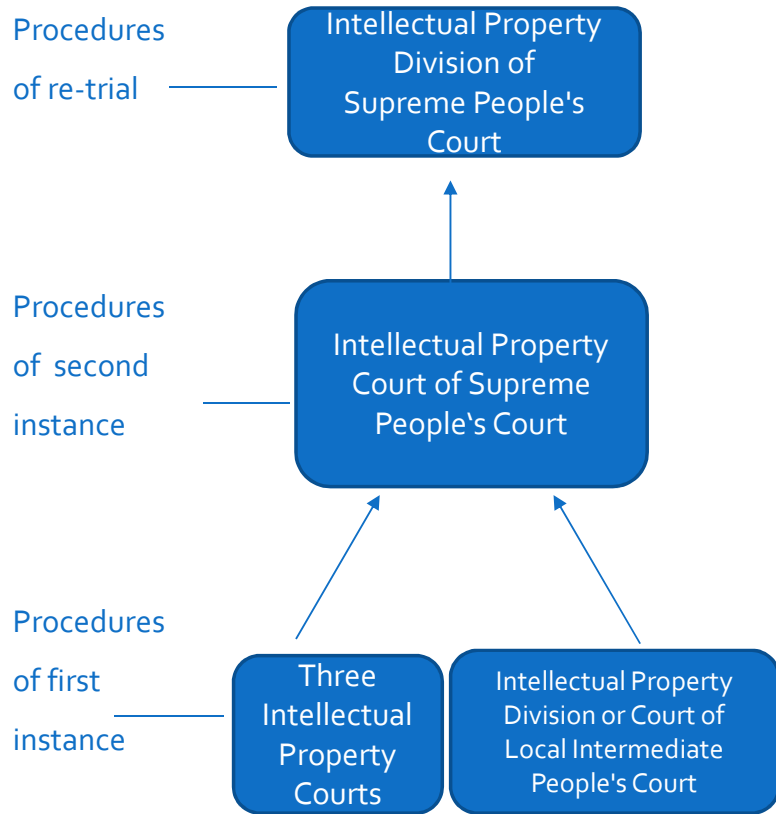 Procedures
of re-trial
Intellectual Property
Division of
Supreme People's
Court
Procedures
of second
instance
Intellectual Property
Court of Supreme
People‘s Court
Procedures
of first
instance
Three
Intellectual
Property
Courts
Intellectual Property
Division or Court of
Local Intermediate
People's Court